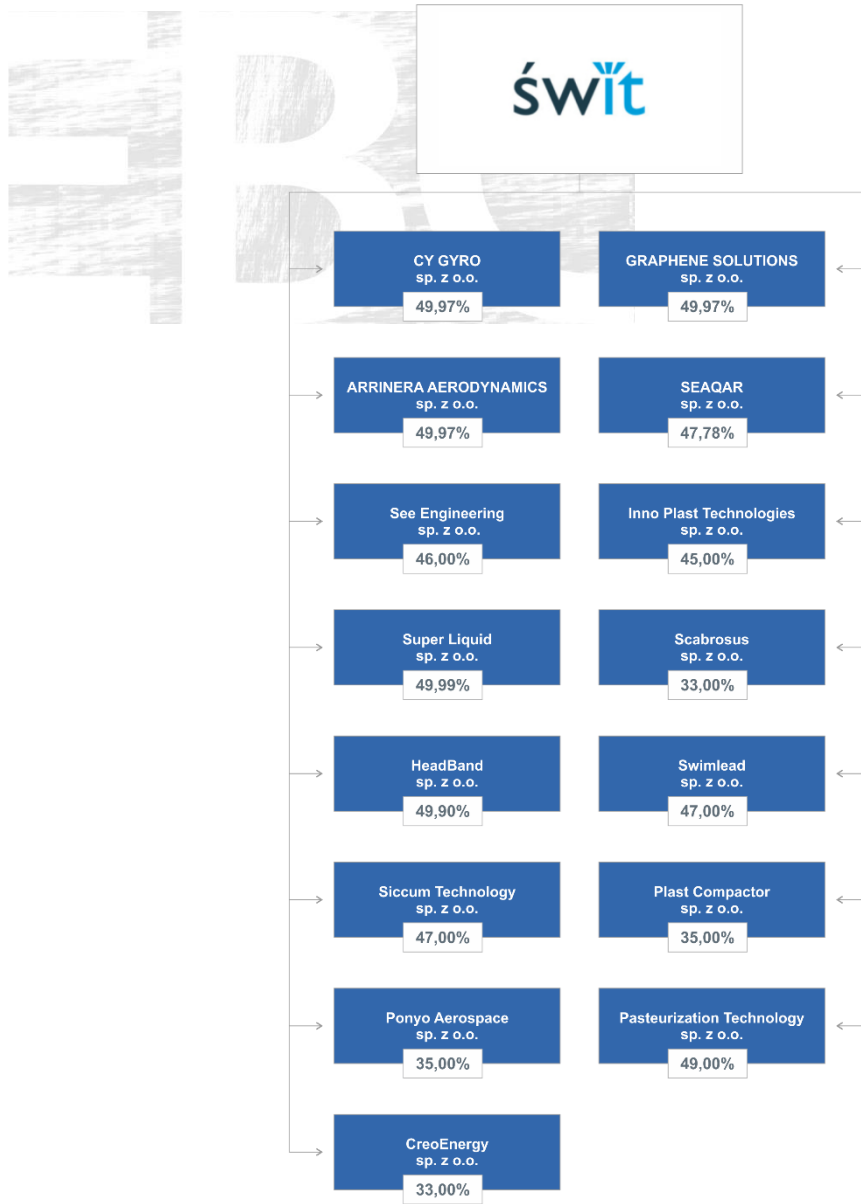 świt
CY GYRO
sp. z o.o.
49,97%
GRAPHENE SOLUTIONS
sp. z o.o.
49,97%
ARRINERA AERODYNAMICS
sp. z o.o.
49,97%
SEAQAR
sp. z o.o.
47,78%
See Engineering
sp. z o.o.
46,00%
Inno Plast Technologies
sp. z o.o.
45,00%
Super Liquid
sp. z o.o.
49,99%
Scabrosus
sp. z o.o.
33,00%
HeadBand
sp. z o.o.
49,90%
Swimlead
sp. z o.o.
47,00%
Siccum Technology
sp. z o.o.
47,00%
Plast Compactor
sp. z o.o.
35,00%
Ponyo Aerospace
sp. z o.o.
35,00%
Pasteurization Technology
sp. z o.o.
49,00%
CreoEnergy
sp. z o.o.
33,00%